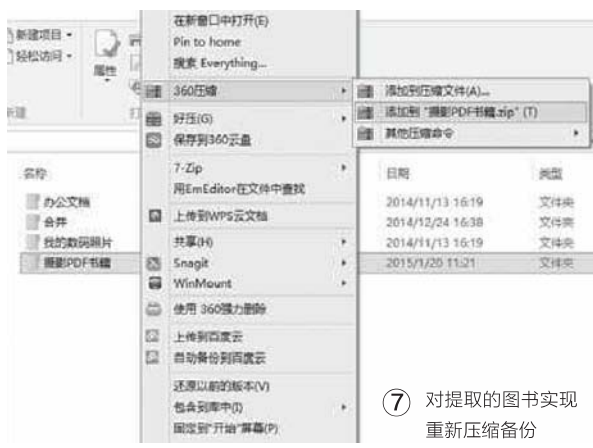 在新窗口中打开(E)
Pin to home
搜索 Everything...
新建项目
轻松访问
属性
360压缩
添加到压缩文件(A)...
添加到 "摄影PDF书籍.zip" (T)
其他压缩命令
好压(G)
保存到360云盘
7-Zip
用EmEditor在文件中查找
名称
日期
类型
办公文档
2014/11/13 16:19
文件夹
上传到WPS云文档
合并
2014/12/24 16:38
文件夹
共享(H)
我的数码照片
2014/11/13 16:19
文件夹
Snagit
摄影PDF书籍
2015/1/20 11:21
文件夹
WinMount
使用 360强力删除
上传到百度云
自动备份到百度云
还原以前的版本(V)
包含到库中(I)
固定到"开始"屏幕(P)
⑦ 对提取的图书实现
重新压缩备份